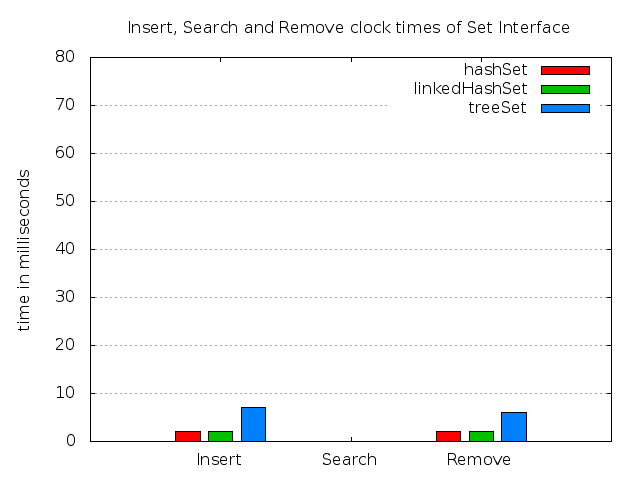 Insert, Search and Remove clock times of Set Interface
80
70
60
50
40
30
20
10
0
time in milliseconds
hashSet
linkedHashSet
treeSet
Insert
Search
Remove